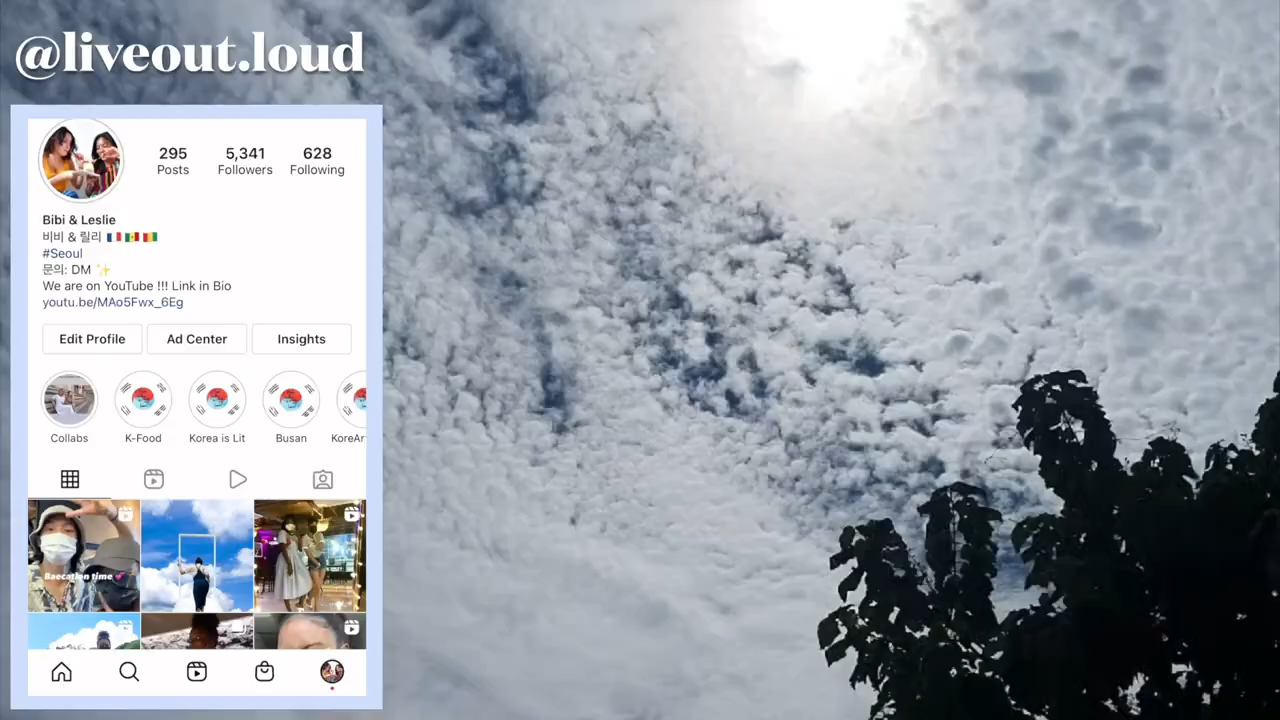 @liveout.loud
295
5,341
628
Posts
Followers
Following
Bibi & Leslie
비비 & 릴리 🇫🇷 🇸🇳 🇬🇳
#Seoul
문의: DM ✨
We are on YouTube !!! Link in Bio
youtu.be/MAo5Fwx_6Eg
Edit Profile
Ad Center
Insights
Collabs
K-Food
Korea is Lit
Busan
KoreAr
Baecation time 💕